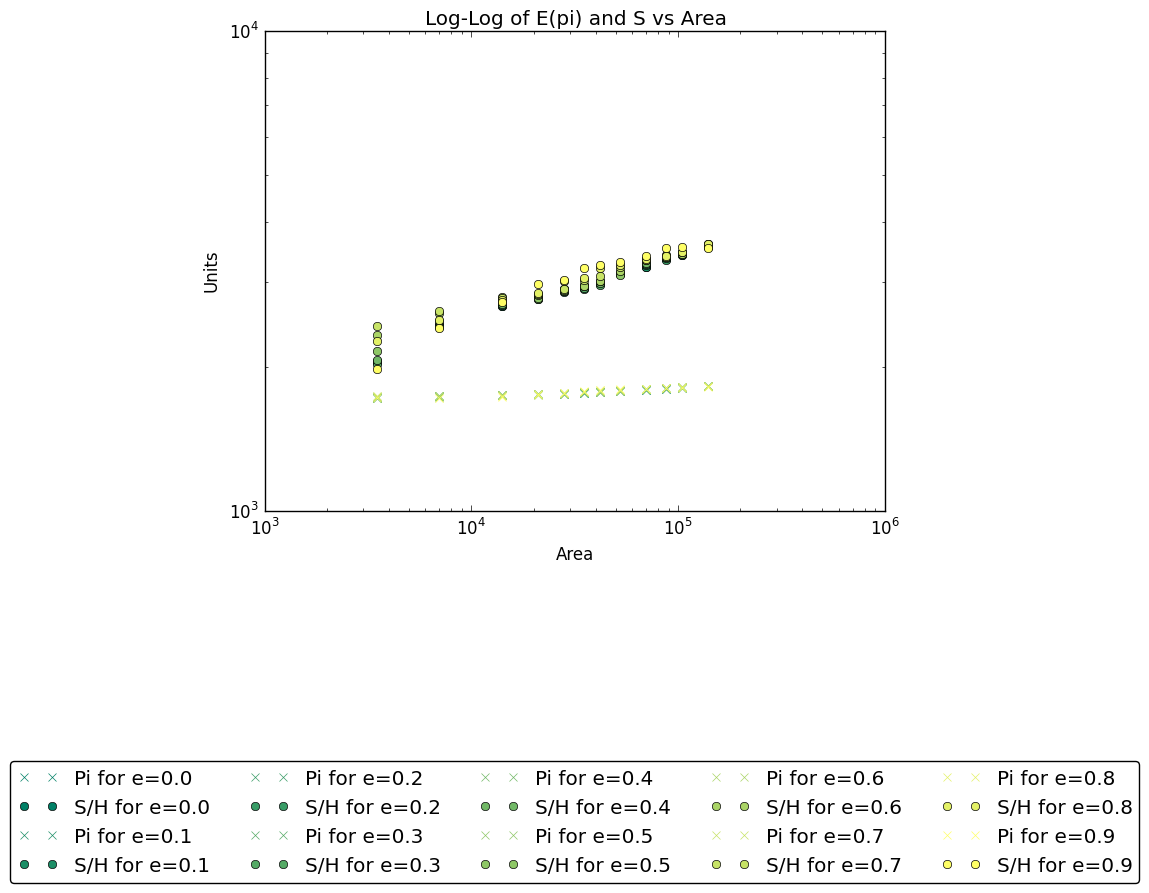 Log-Log of E(pi) and S vs Area
10^4
Units
10^3
10^3 10^4 10^5 10^6
Area
Pi for e=0.0 Pi for e=0.2 Pi for e=0.4 Pi for e=0.6 Pi for e=0.8
S/H for e=0.0 S/H for e=0.2 S/H for e=0.4 S/H for e=0.6 S/H for e=0.8
Pi for e=0.1 Pi for e=0.3 Pi for e=0.5 Pi for e=0.7 Pi for e=0.9
S/H for e=0.1 S/H for e=0.3 S/H for e=0.5 S/H for e=0.7 S/H for e=0.9